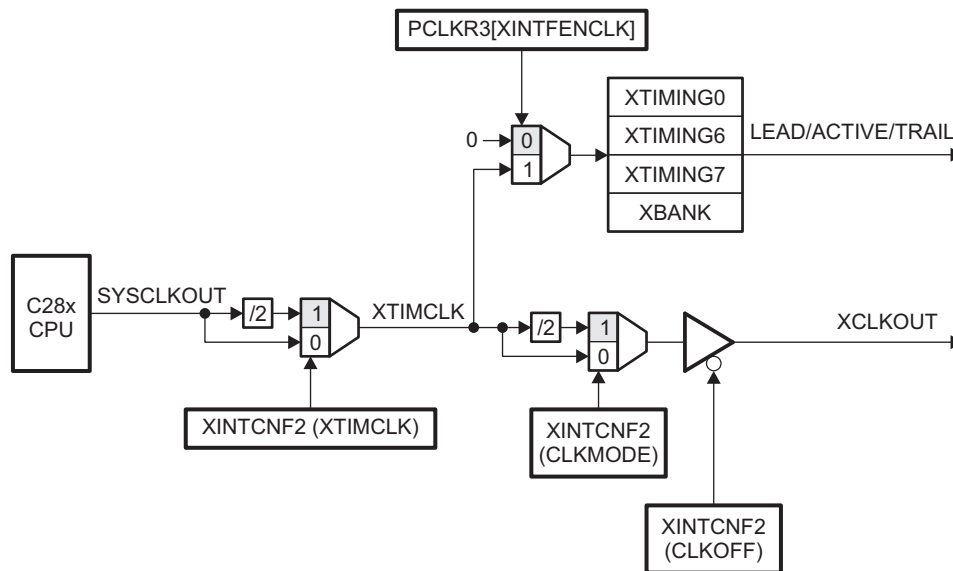 PCLKR3[XINTFENCLK]
XTIMING0
LEAD/ACTIVE/TRAIL
0
0
XTIMING6
1
XTIMING7
XBANK
C28x
CPU
SYSCLKOUT
/2
1
0
XTIMCLK
/2
1
0
XCLKOUT
XINTCNF2 (XTIMCLK)
XINTCNF2
(CLKMODE)
XINTCNF2
(CLKOFF)